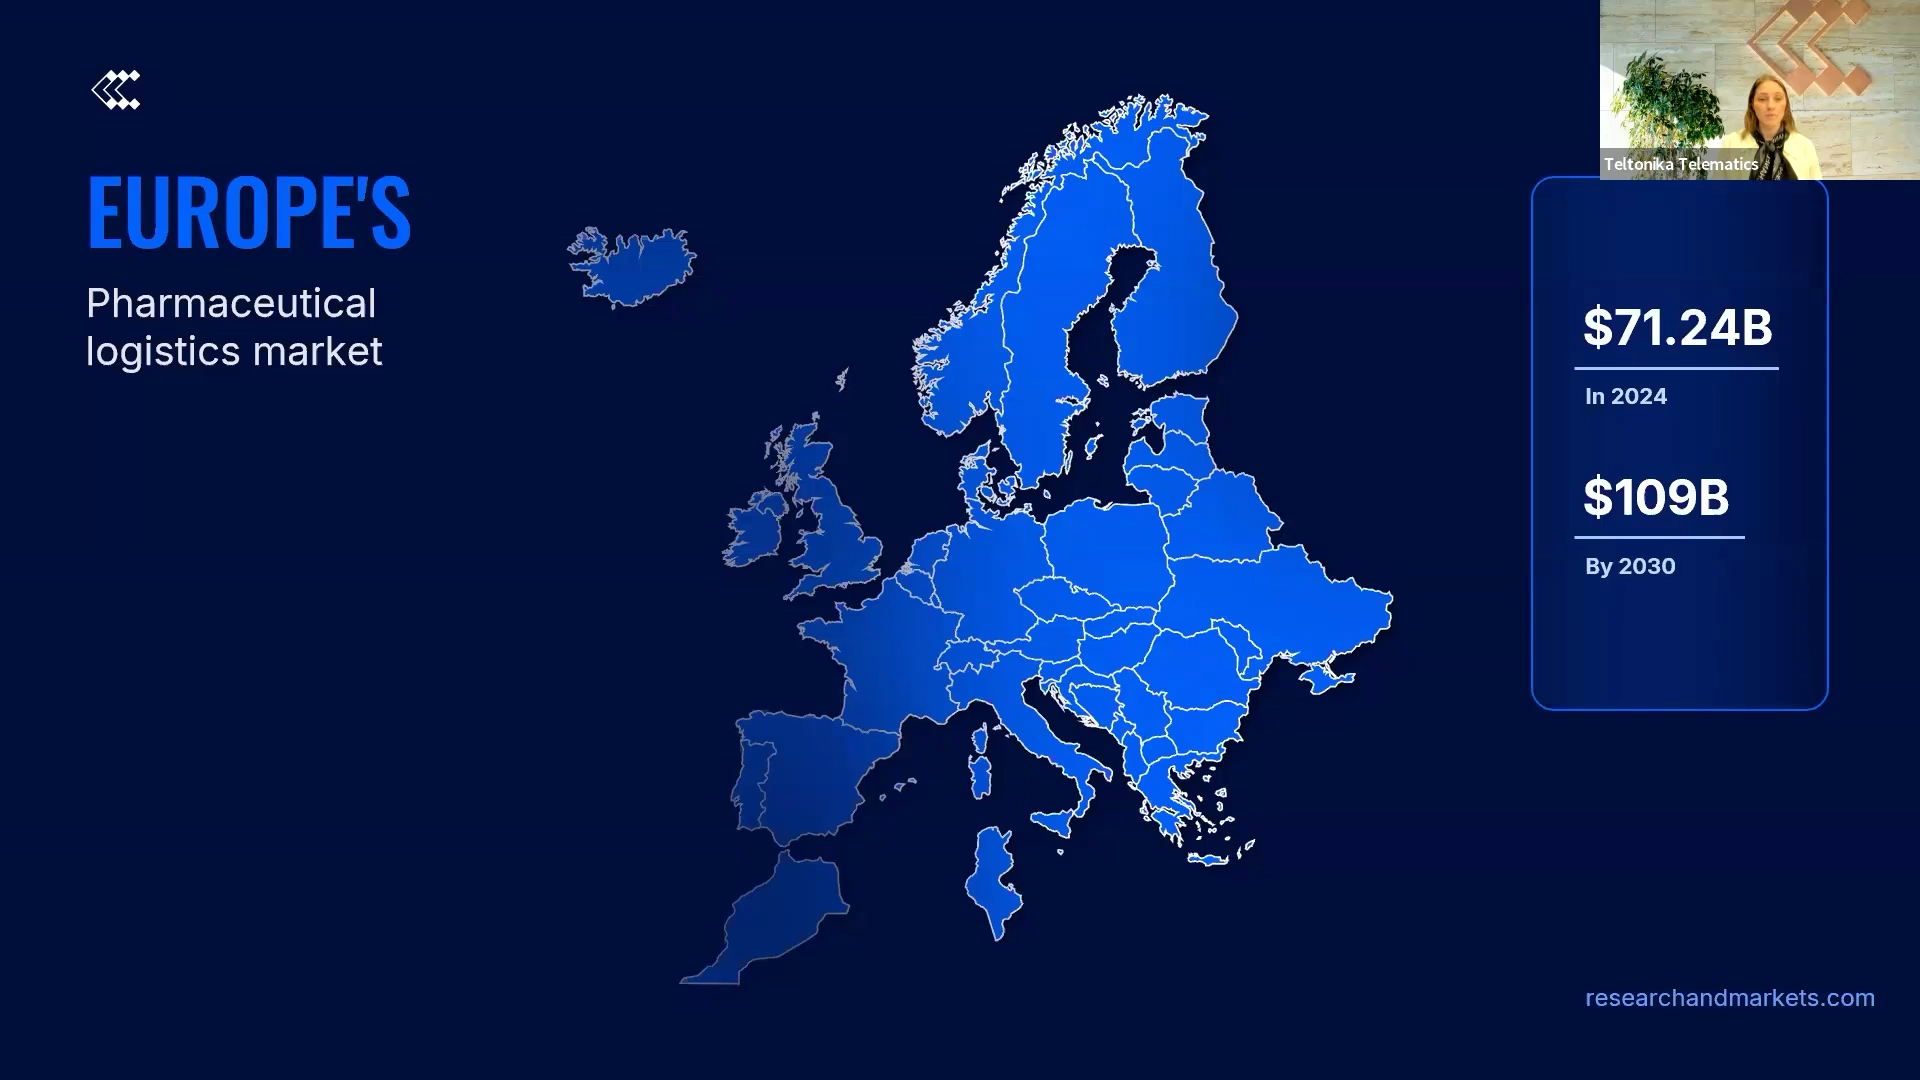 EUROPE'S
Pharmaceutical
logistics market
Teltonika Telematics
$71.24B
In 2024
$109B
By 2030
researchandmarkets.com